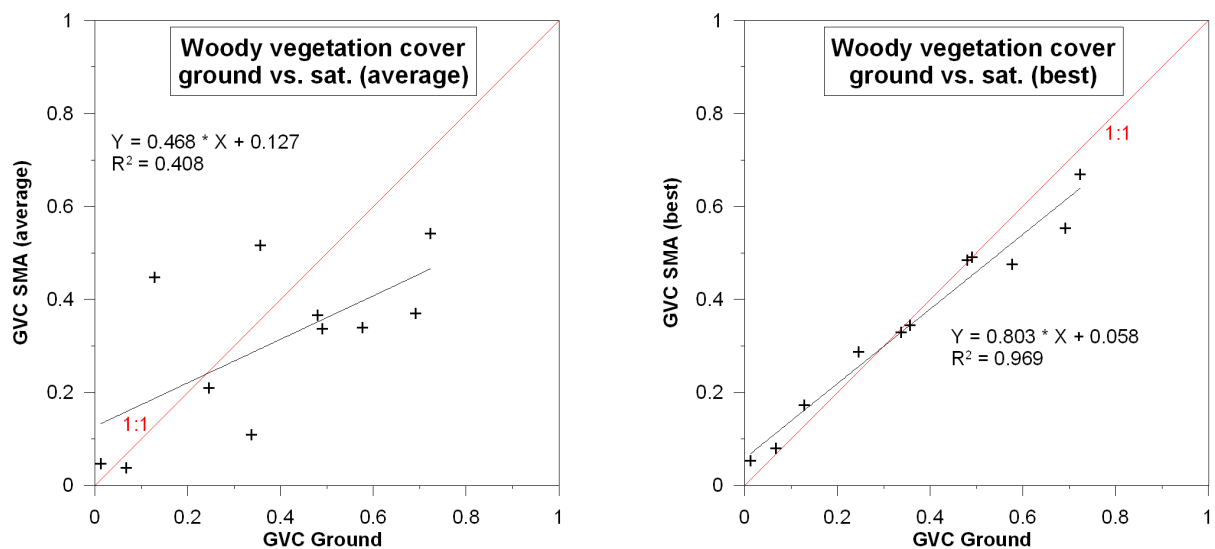 Woody vegetation cover
ground vs. sat. (average)
Y = 0.468 * X + 0.127
R² = 0.408
1:1
GVC SMA (average)
1
0.8
0.6
0.4
0.2
0
0
0.2
0.4
0.6
0.8
1
GVC Ground
Woody vegetation cover
ground vs. sat. (best)
1:1
Y = 0.803 * X + 0.058
R² = 0.969
GVC SMA (best)
1
0.8
0.6
0.4
0.2
0
0
0.2
0.4
0.6
0.8
1
GVC Ground